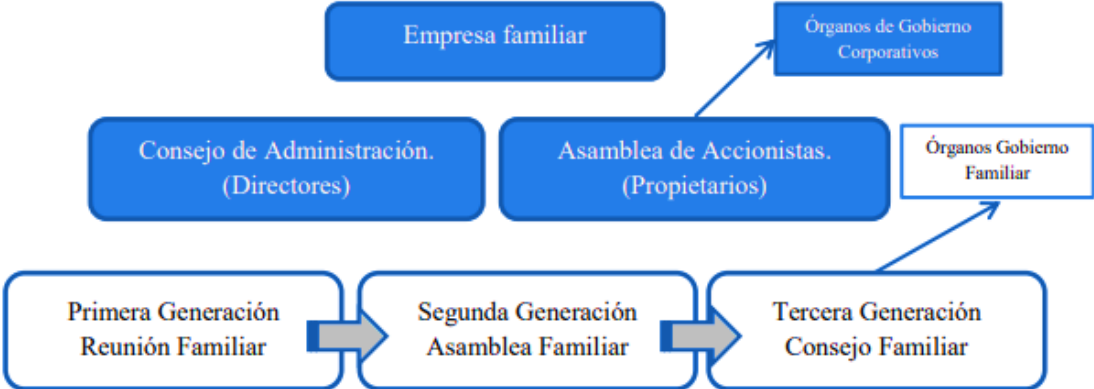 Empresa familiar
Órganos de Gobierno
Corporativos
Consejo de Administración.
(Directores)
Asamblea de Accionistas.
(Propietarios)
Órganos Gobierno
Familiar
Primera Generación
Reunión Familiar
Segunda Generación
Asamblea Familiar
Tercera Generación
Consejo Familiar